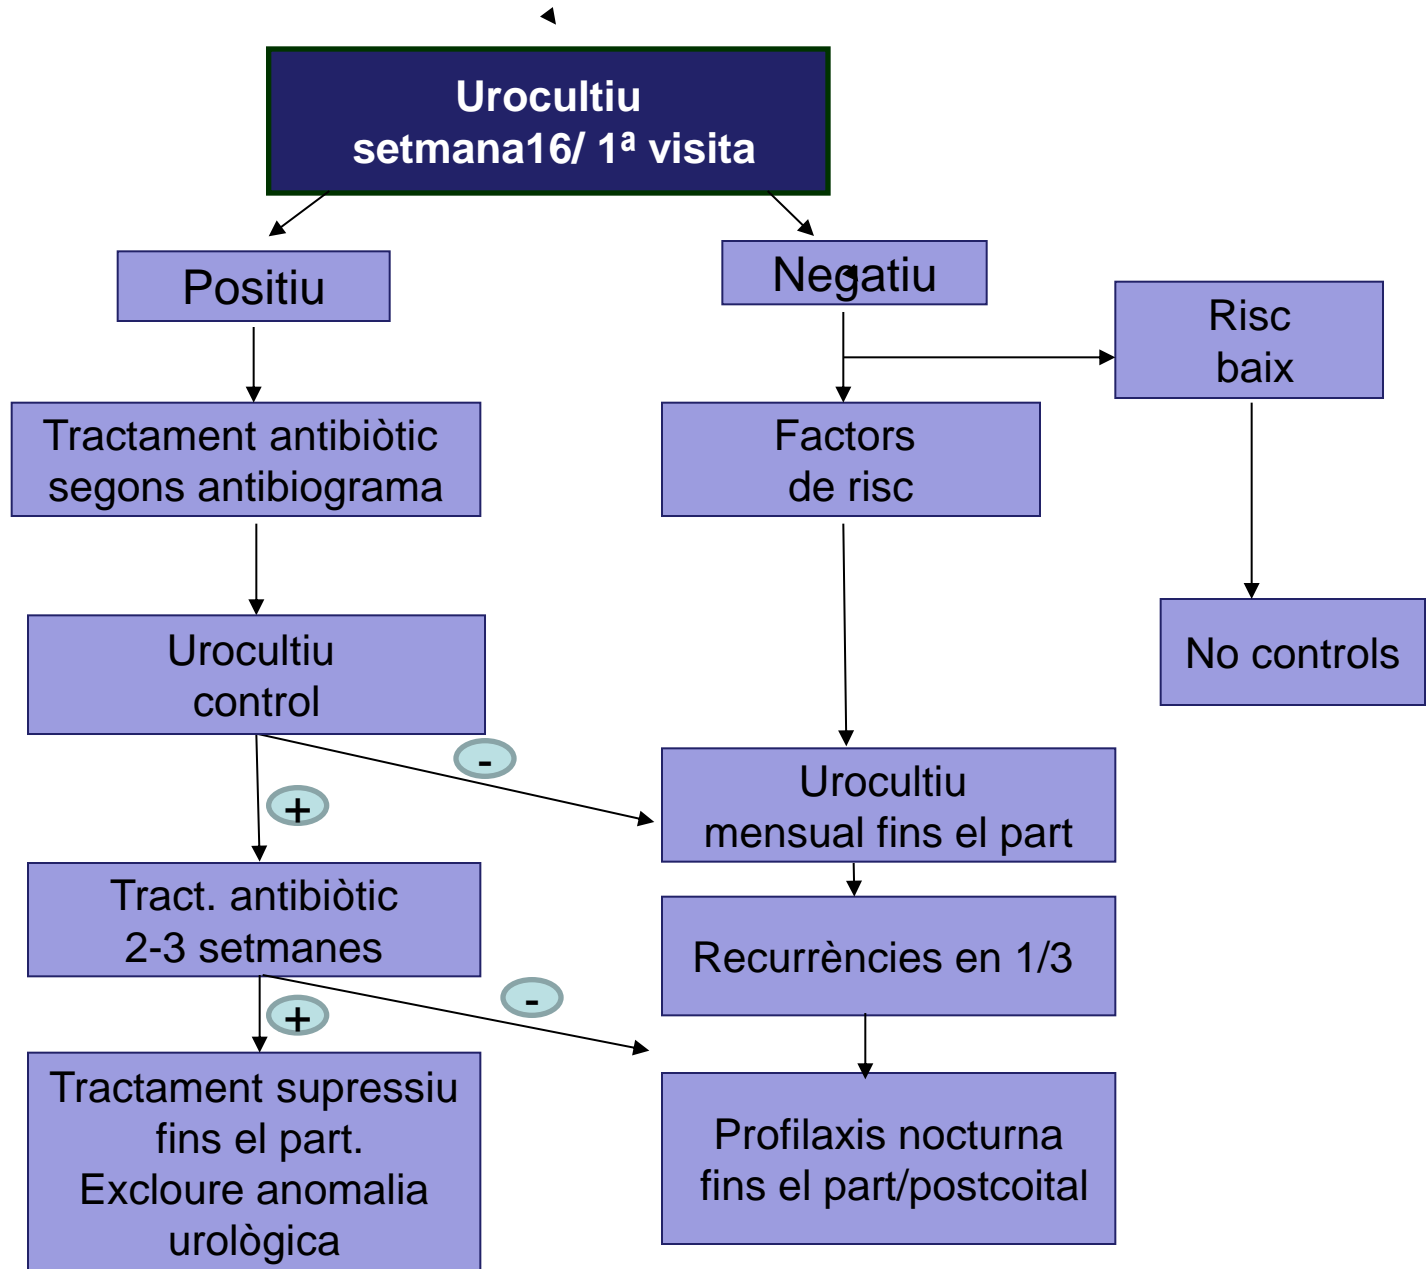 Urocultiu
setmana16/ 1ª visita
Positiu
Negatiu
Risc
baix
Tractament antibiòtic
segons antibiograma
Factors
de risc
Urocultiu
control
No controls
-
+
Urocultiu
mensual fins el part
Tract. antibiòtic
2-3 setmanes
Recurrències en 1/3
-
+
Tractament supressiu
fins el part.
Excloure anomalia
urològica
Profilaxis nocturna
fins el part/postcoital